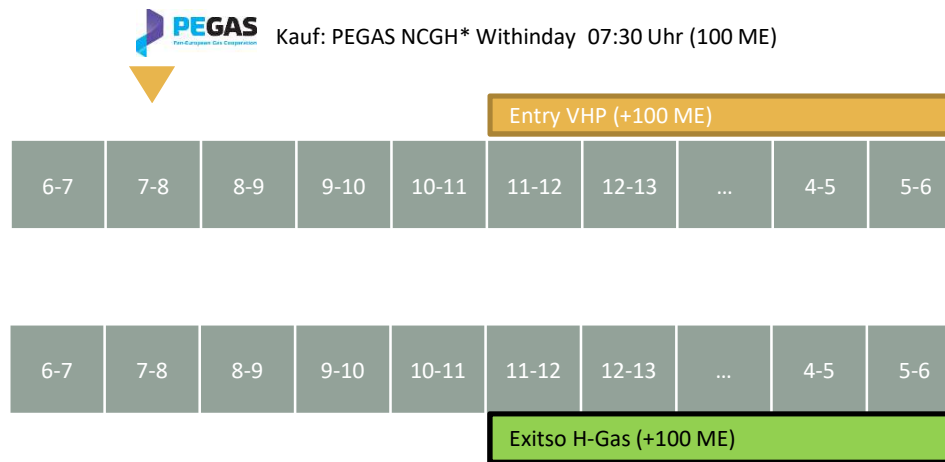 PEGAS
Pan-European Gas Cooperation
Kauf: PEGAS NCGH* Withinday 07:30 Uhr (100 ME)
Entry VHP (+100 ME)
6-7 7-8 8-9 9-10 10-11 11-12 12-13 ... 4-5 5-6
6-7 7-8 8-9 9-10 10-11 11-12 12-13 ... 4-5 5-6
Exitso H-Gas (+100 ME)